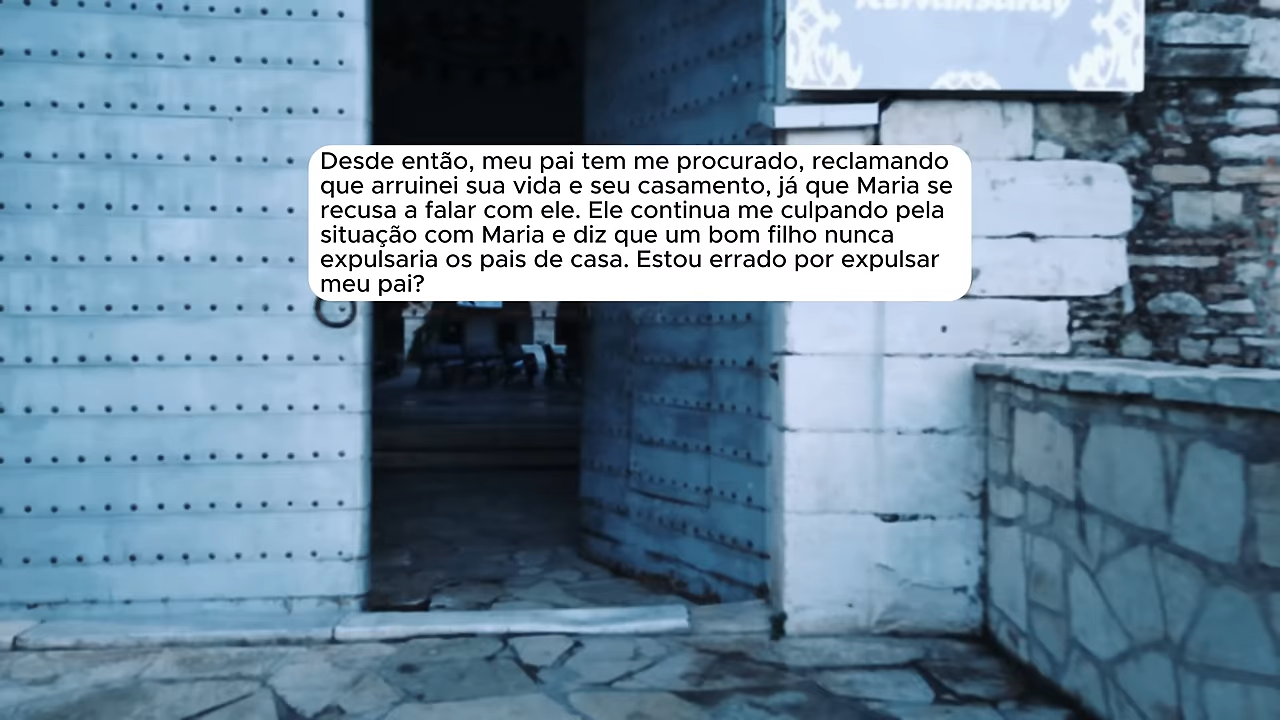 Desde então, meu pai tem me procurado, reclamando
que arruinei sua vida e seu casamento, já que Maria se
recusa a falar com ele. Ele continua me culpando pela
situação com Maria e diz que um bom filho nunca
expulsaria os pais de casa. Estou errado por expulsar
meu pai?